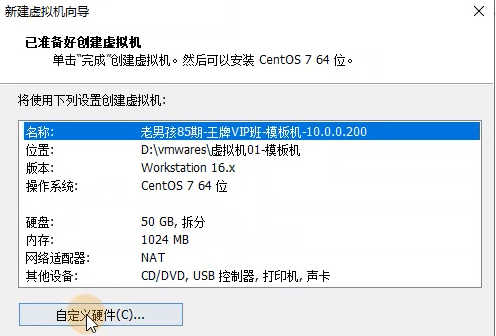 新建虚拟机向导
已准备好创建虚拟机
单击“完成”创建虚拟机。然后可以安装 CentOS 7 64 位。
将使用下列设置创建虚拟机:
名称: 老男孩85期-王牌VIP班-模板机-10.0.0.200
位置: D:\vmwares\虚拟机01-模板机
版本: Workstation 16.x
操作系统: CentOS 7 64 位
硬盘: 50 GB, 拆分
内存: 1024 MB
网络适配器: NAT
其他设备: CD/DVD, USB 控制器, 打印机, 声卡
自定义硬件(C)...